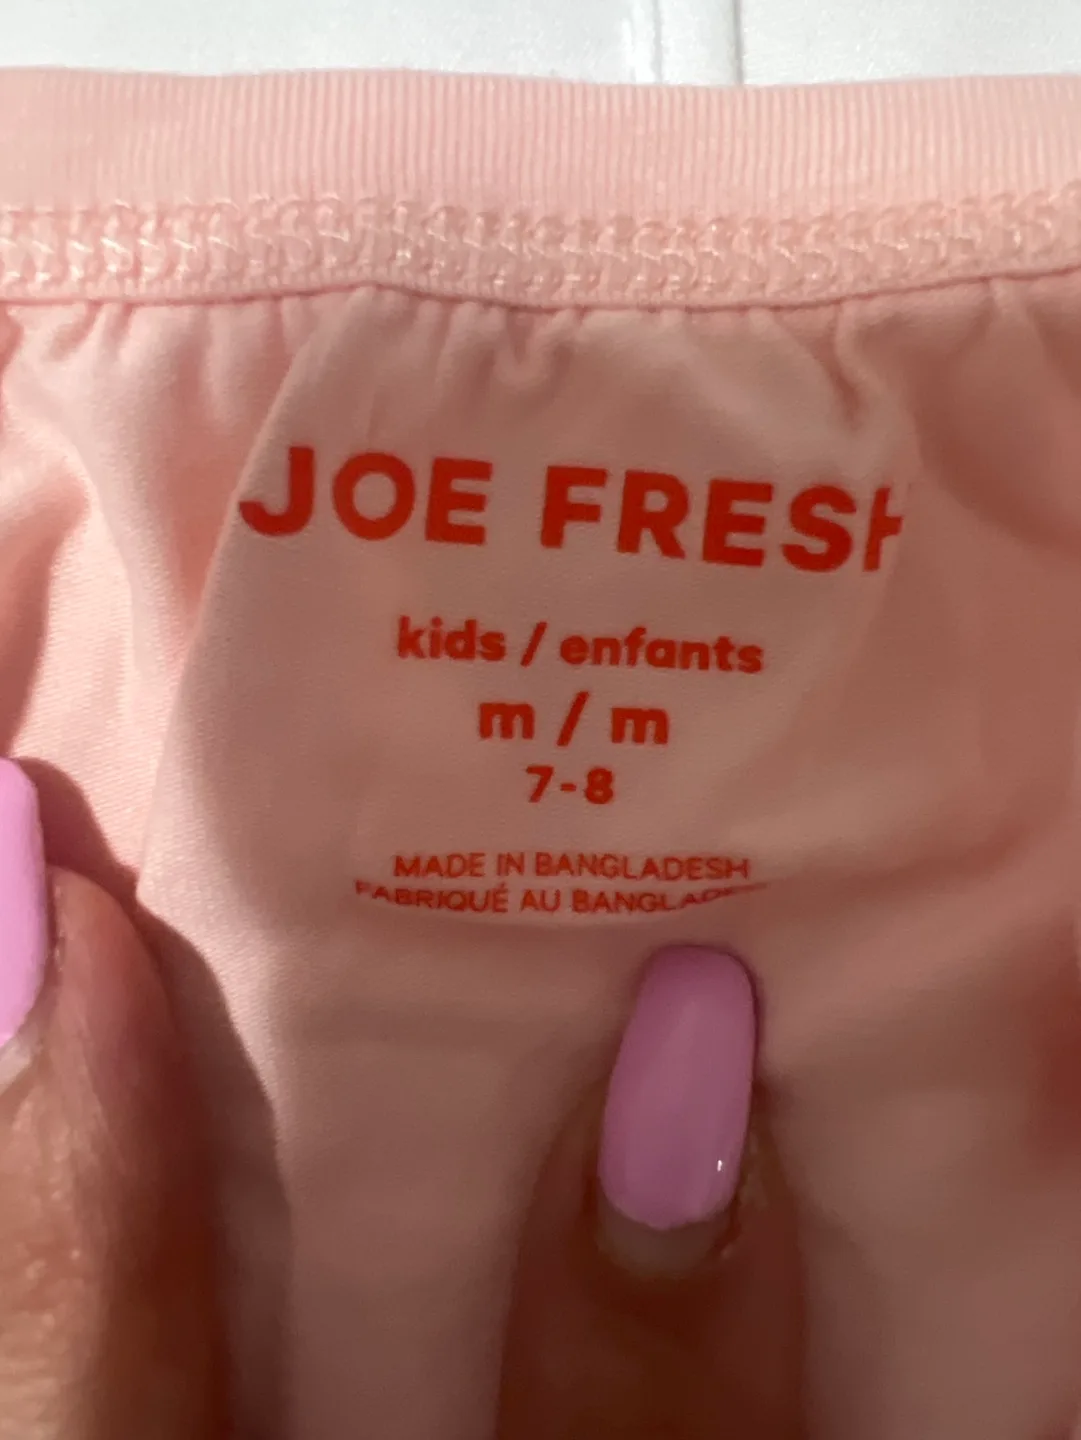 JOE FRESH
kids / enfants
m / m
7-8
MADE IN BANGLADESH
FABRIQUÉ AU BANGLADESH